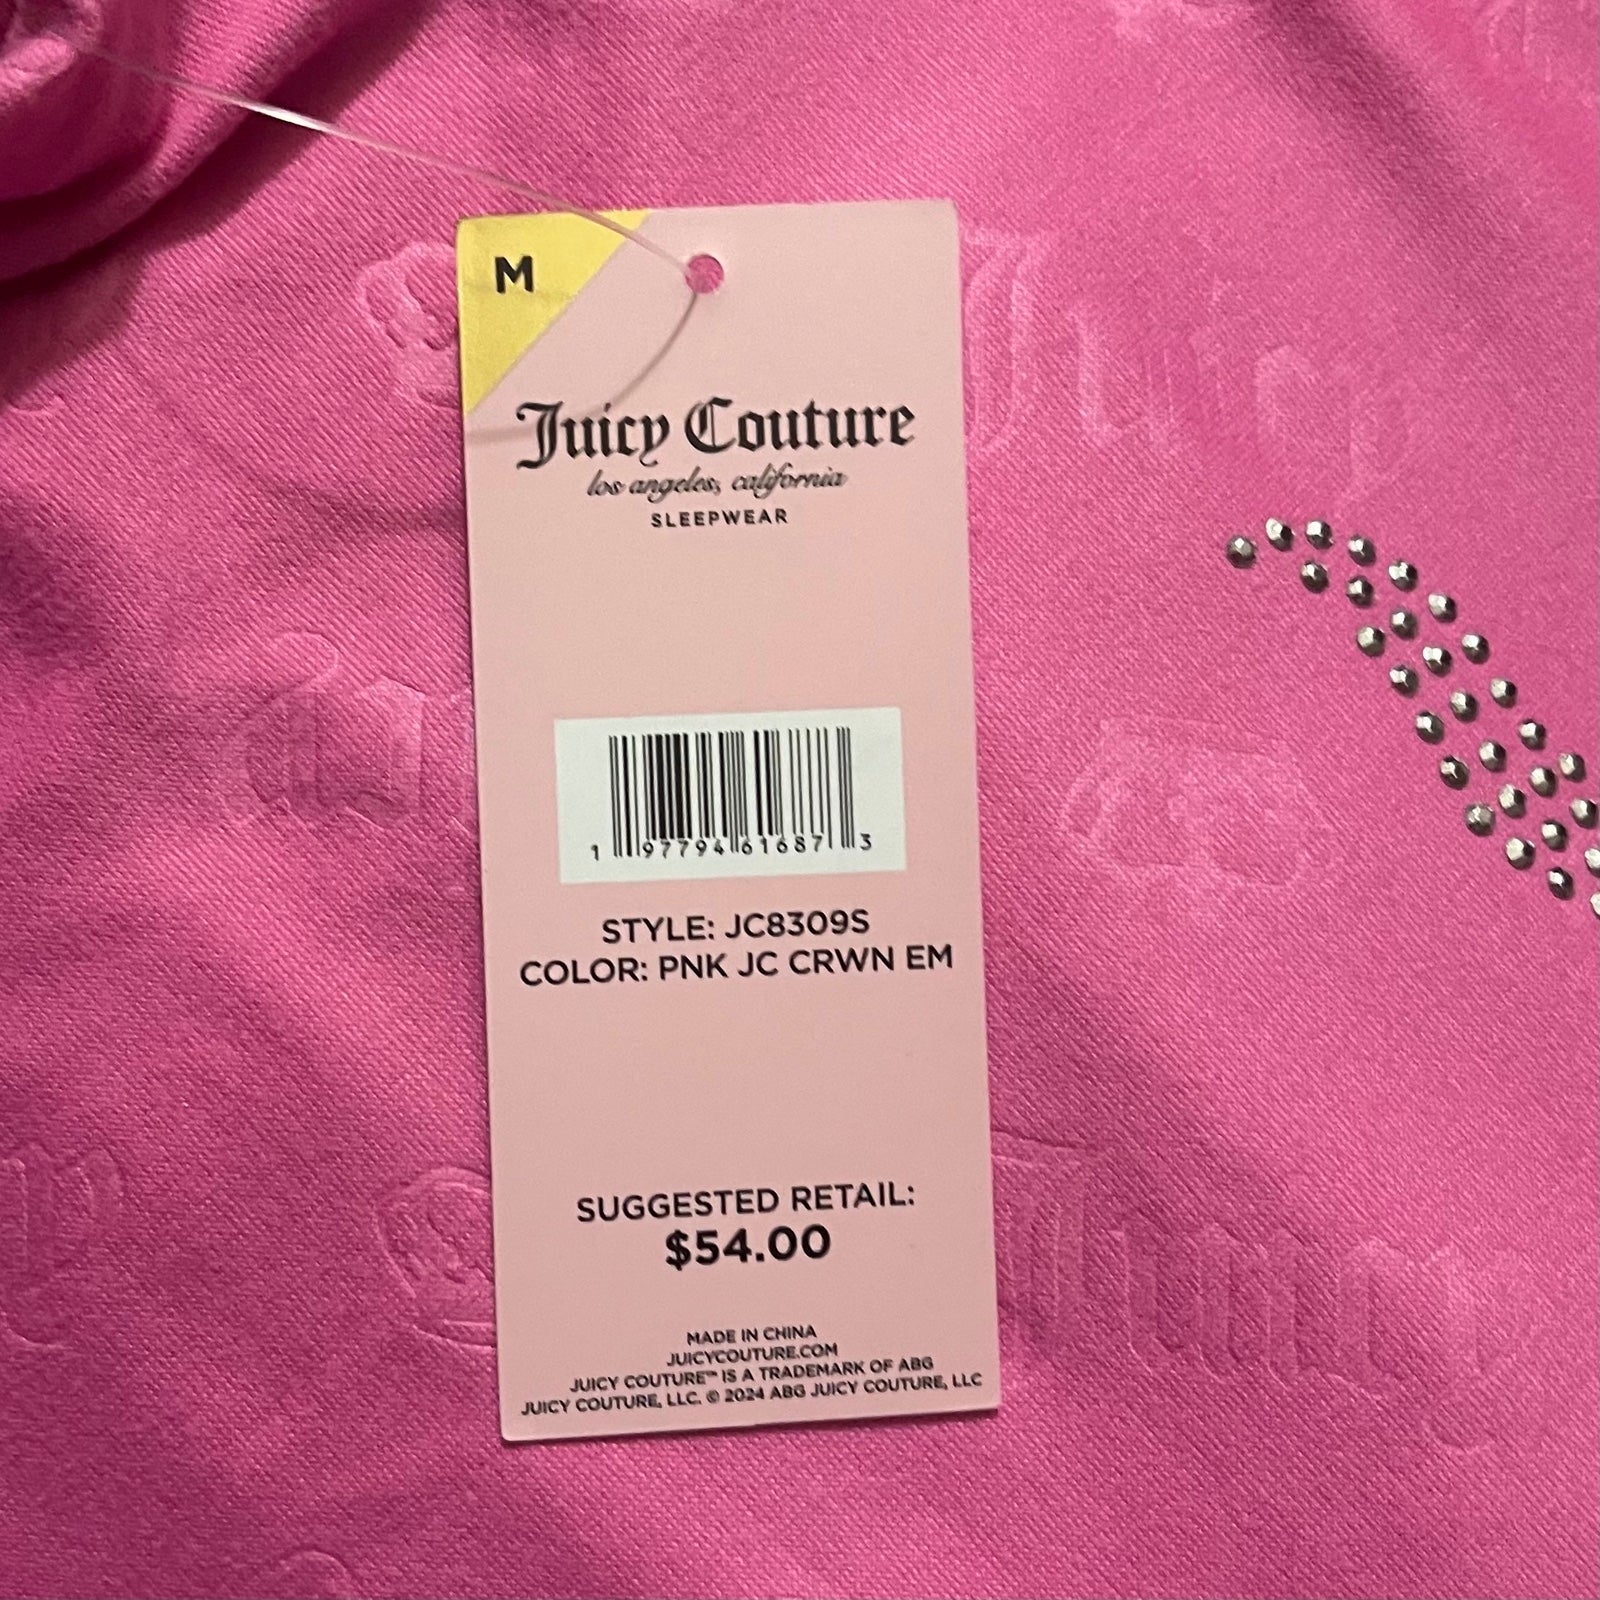 M
Juicy Couture
los angeles, california
SLEEPWEAR
1 97794 61687 3
STYLE: JC8309S
COLOR: PNK JC CRWN EM
SUGGESTED RETAIL:
$54.00
MADE IN CHINA
JUICYCOUTURE.COM
JUICY COUTURE™ IS A TRADEMARK OF ABG
JUICY COUTURE, LLC. © 2024 ABG JUICY COUTURE, LLC
Juicy
Juicy